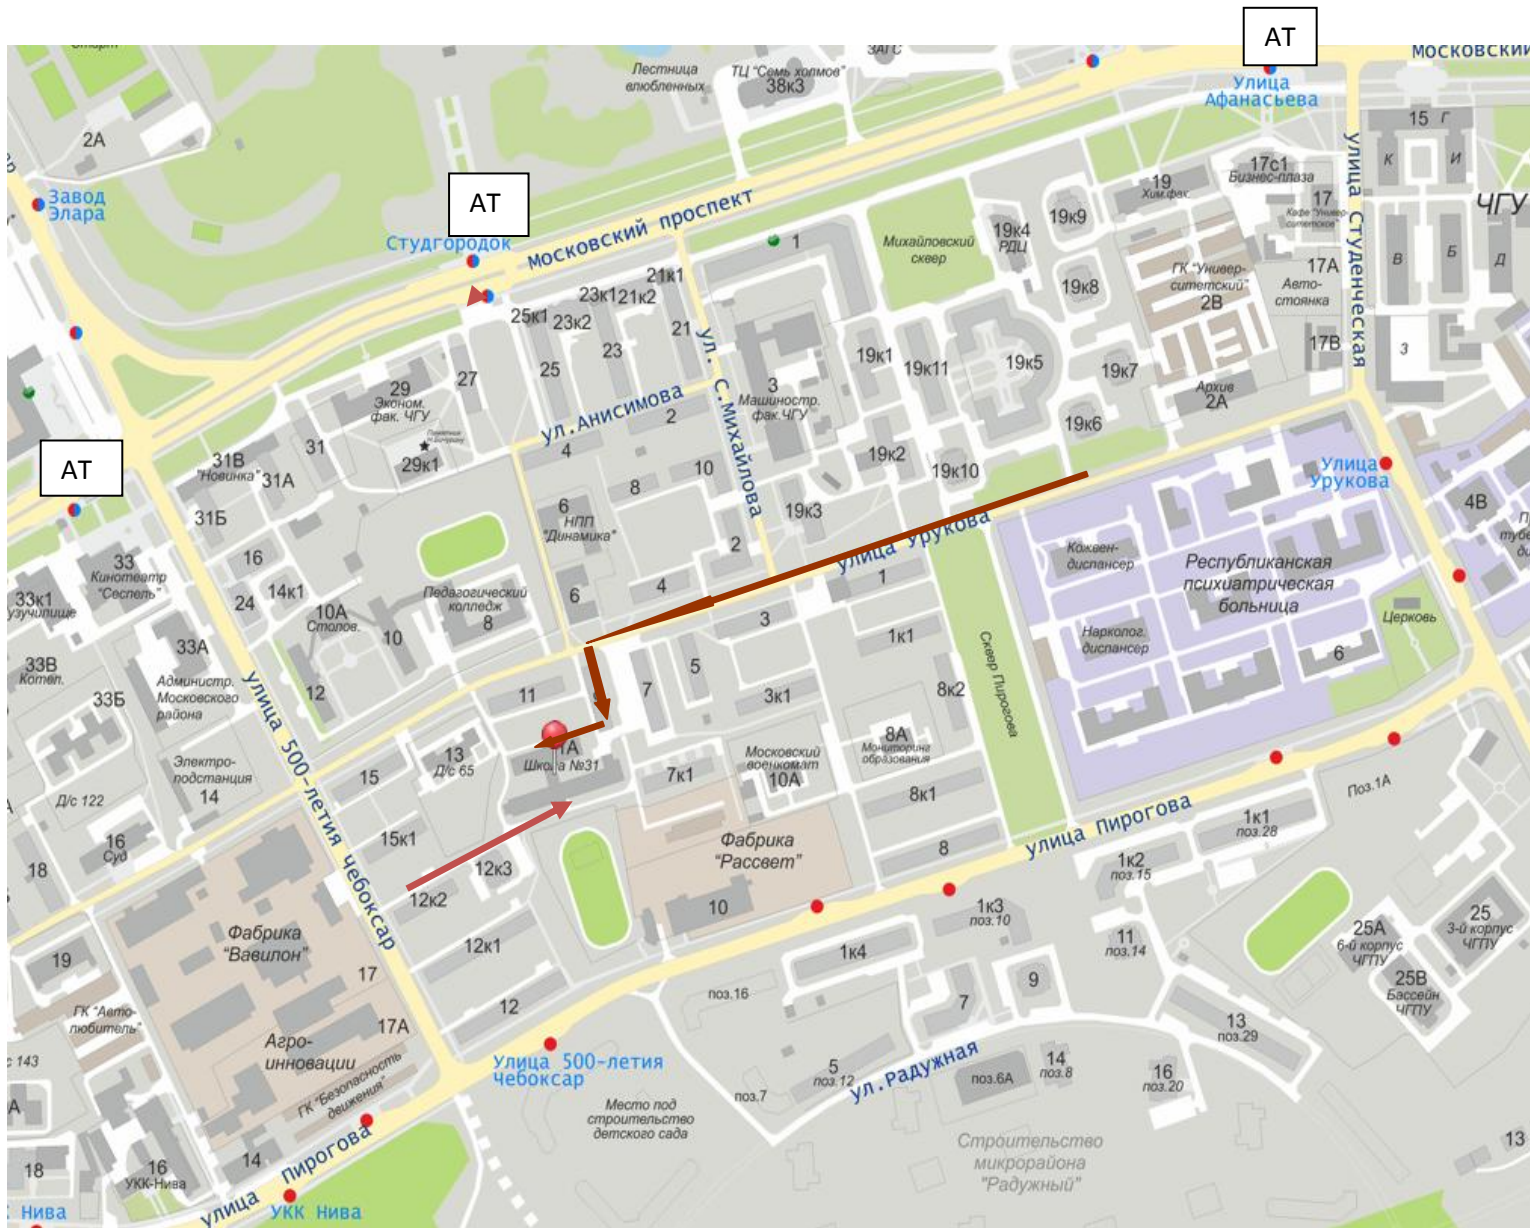 АТ
Московский
ЗАГС
Лестница
влюбленных
ТЦ "Семь холмов"
38к3
Улица
Афанасьева
2А
15
Г
К
И
17с1
Бизнес-плаза
19
Хим.фак.
17
Завод
Элара
АТ
Студгородок
Московский проспект
1
Михайловский
сквер
19к4
РДЦ
19к9
улица Студенческая
ЧГУ
ГК "Универ-
ситетский"
2В
17А
Авто-
стоянка
В
Б
Д
21к1
23к1
21к2
25к1
23к2
19к8
21
23
25
27
ул. С.Михайлова
19к1
19к11
19к5
19к7
17В
3
29
Эконом.
фак. ЧГУ
3
Машиностр.
фак.ЧГУ
Архив
2А
ул.Анисимова
2
4
19к6
31
29к1
31В
"Новинка"
31А
АТ
10
8
19к2
19к10
Улица
Урукова
6
НПП
"Динамика"
19к3
4В
31Б
16
33
Кинотеатр
"Сеспель"
2
улица Урукова
Кожвен-
диспансер
Республиканская
психиатрическая
больница
14к1
24
33к1
10А
Столов.
10
Педагогический
колледж
8
6
4
1
3
1к1
Нарколог.
диспансер
Церковь
6
33А
33В
Котел.
33Б
Администр.
Московского
района
12
11
7
5
3к1
8к2
Сквер Пирогова
улица 500-летия Чебоксар
13
Д/с 65
1А
Школа №31
Московский
военкомат
10А
8А
Мониторинг
образования
7к1
8к1
Электро-
подстанция
14
15
Д/с 122
16
Суд
18
15к1
12к3
12к2
Фабрика
"Рассвет"
10
8
улица Пирогова
Поз.1А
1к1
поз.28
1к2
поз.15
1к3
поз.10
11
поз.14
25А
6-й корпус
ЧГПУ
25
3-й корпус
ЧГПУ
25В
Бассейн
ЧГПУ
Фабрика
"Вавилон"
19
12к1
1к4
17
12
поз.16
9
7
13
поз.29
ГК "Авто-
любитель"
17А
Агро-
инновации
ГК "Безопасность
движения"
с 143
Улица 500-летия
Чебоксар
5
поз.12
ул.Радужная
поз.6А
14
поз.8
16
поз.20
поз.7
Место под
строительство
детского сада
Строительство
микрорайона
"Радужный"
13
18
16
УКК-Нива
14
улица Пирогова
УКК Нива
Нива